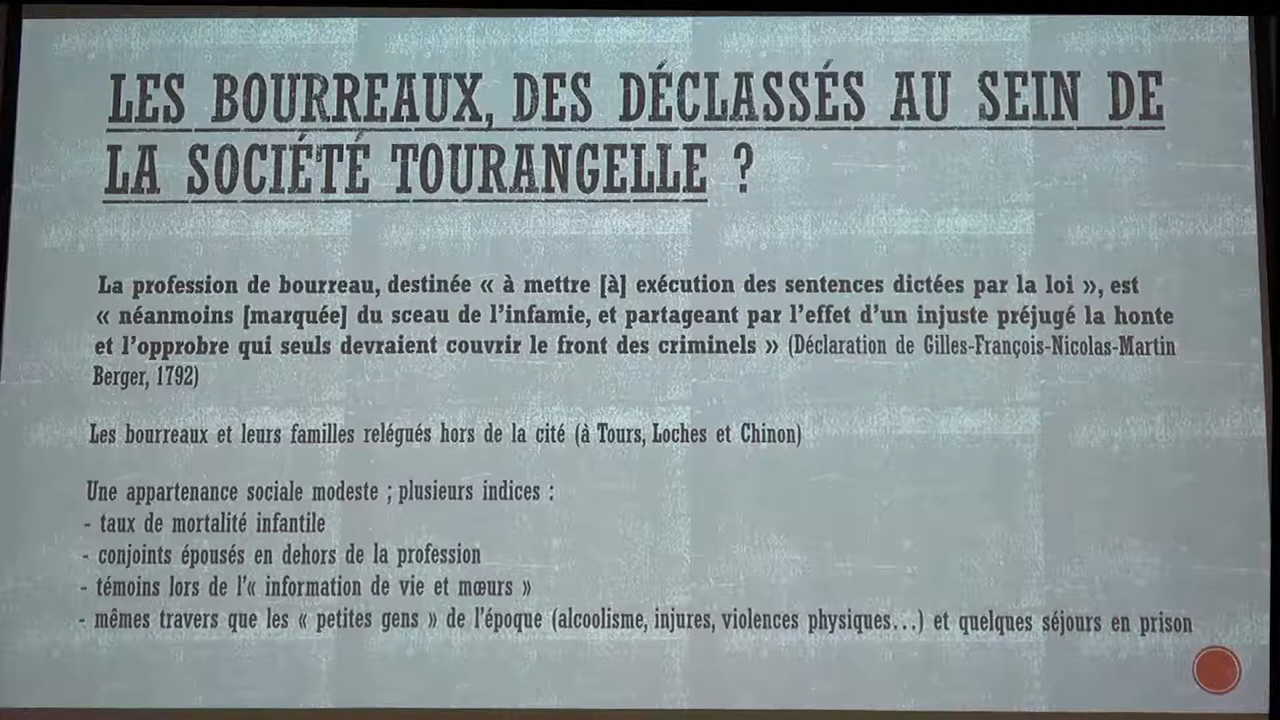 LES BOURREAUX, DES DÉCLASSÉS AU SEIN DE
LA SOCIÉTÉ TOURANGELLE ?
La profession de bourreau, destinée « à mettre [à] exécution des sentences dictées par la loi », est
« néanmoins [marquée] du sceau de l'infamie, et partageant par l'effet d'un injuste préjugé la honte
et l'opprobre qui seuls devraient couvrir le front des criminels » (Déclaration de Gilles-François-Nicolas-Martin
Berger, 1792)
Les bourreaux et leurs familles relégués hors de la cité (à Tours, Loches et Chinon)
Une appartenance sociale modeste ; plusieurs indices :
- taux de mortalité infantile
- conjoints épousés en dehors de la profession
- témoins lors de l'« information de vie et mœurs »
- mêmes travers que les « petites gens » de l'époque (alcoolisme, injures, violences physiques…) et quelques séjours en prison